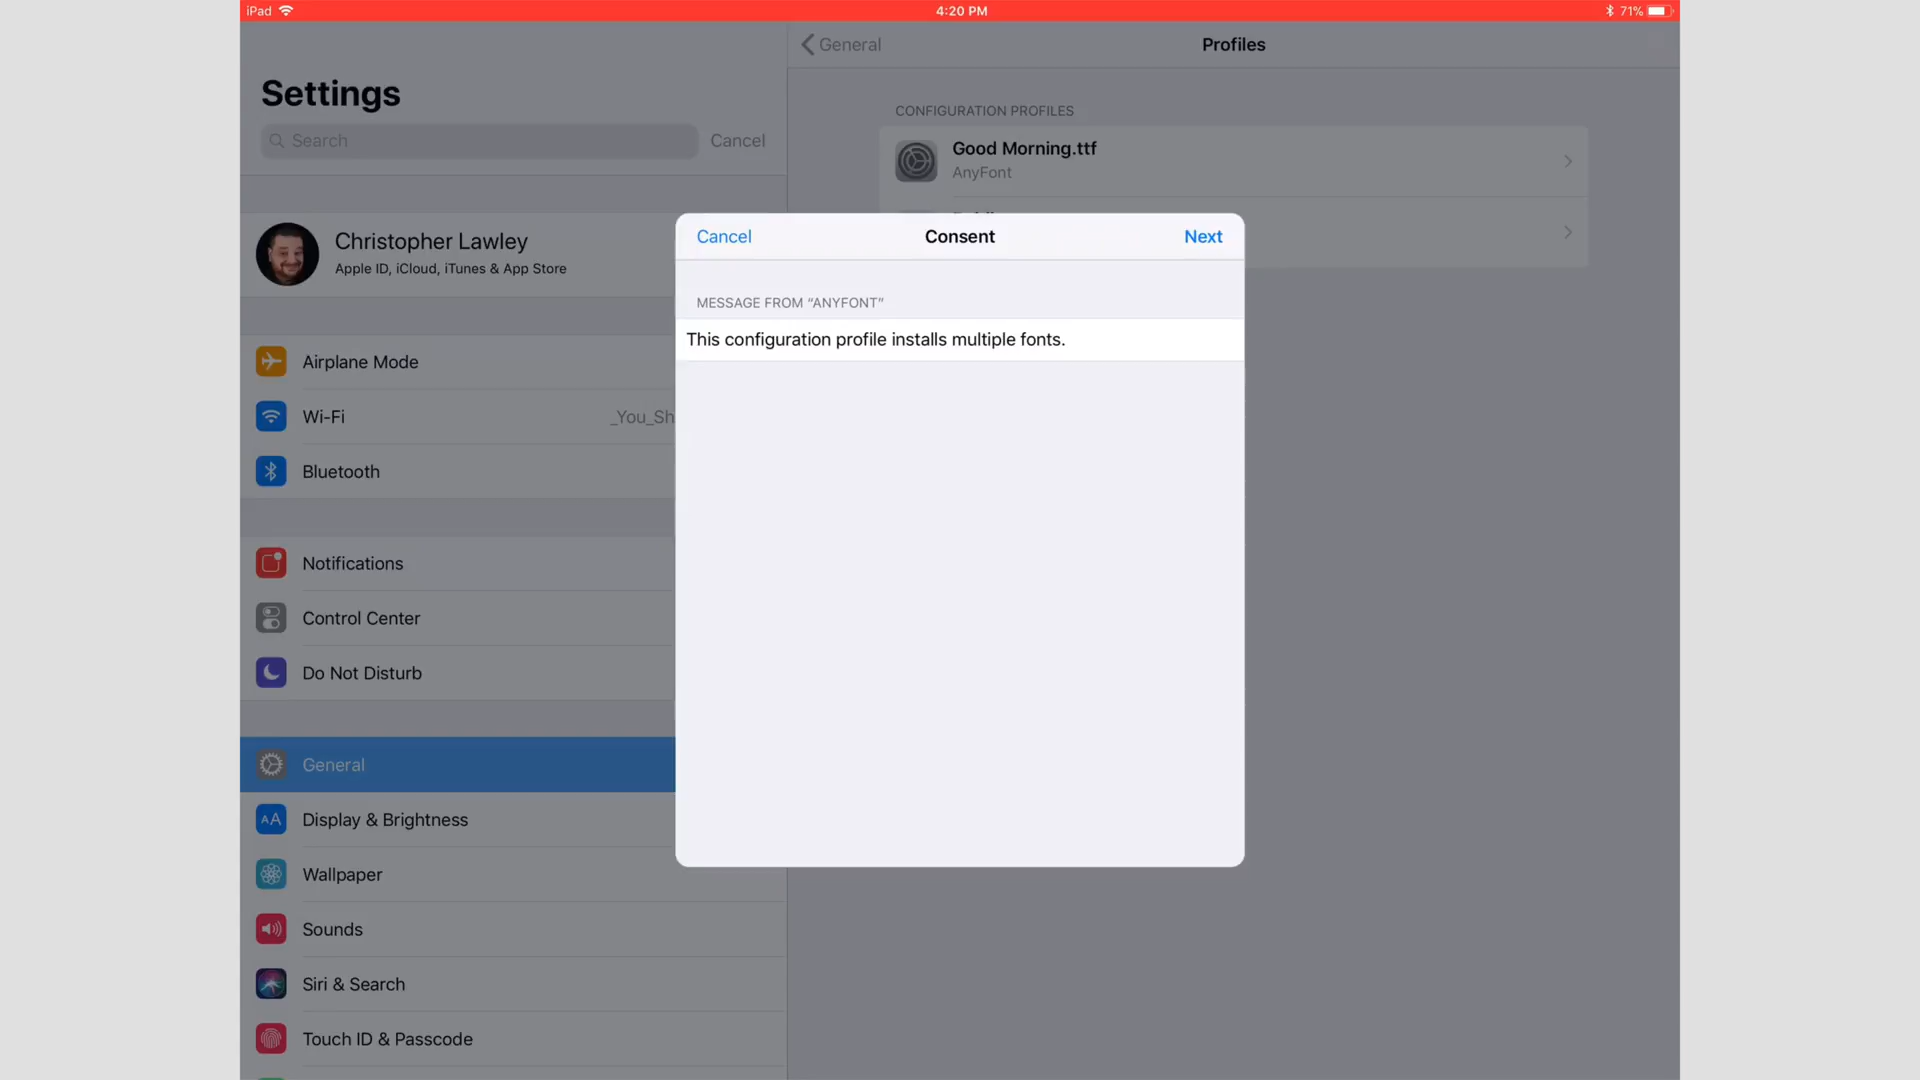 iPad
4:20 PM
71%
Settings
Search
Cancel
Christopher Lawley
Apple ID, iCloud, iTunes & App Store
Airplane Mode
Wi-Fi
_You_Sh
Bluetooth
Notifications
Control Center
Do Not Disturb
General
Display & Brightness
Wallpaper
Sounds
Siri & Search
Touch ID & Passcode
General
Profiles
CONFIGURATION PROFILES
Good Morning.ttf
AnyFont
Cancel
Consent
Next
MESSAGE FROM “ANYFONT”
This configuration profile installs multiple fonts.